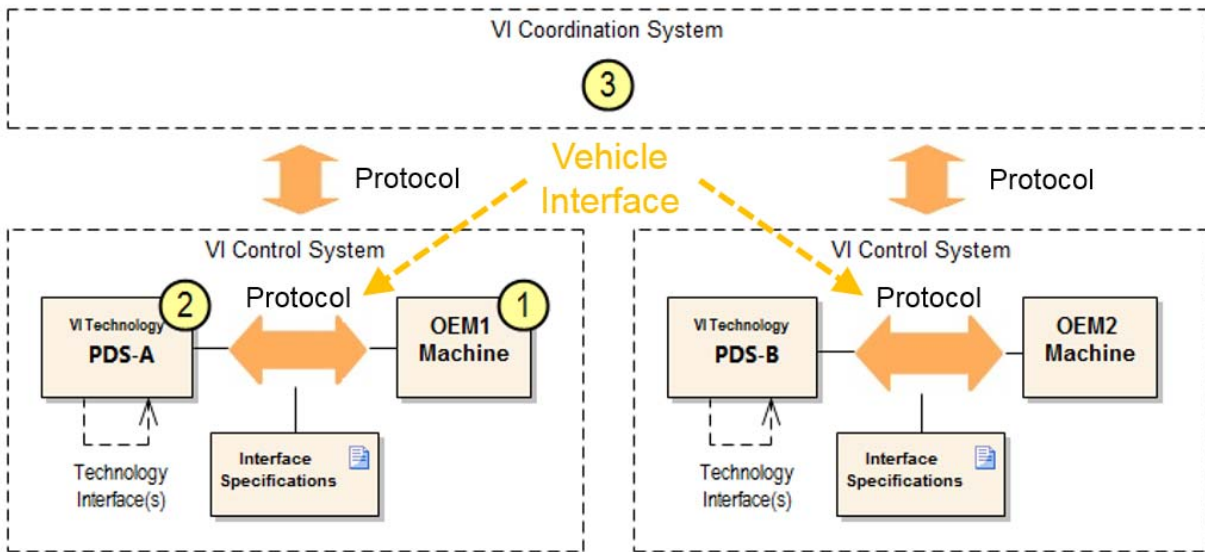 VI Coordination System
3
Protocol
Vehicle
Interface
Protocol
VI Control System
2
Protocol
1
VI Technology
PDS-A
OEM1
Machine
Interface
Specifications
Technology
Interface(s)
VI Control System
Protocol
VI Technology
PDS-B
OEM2
Machine
Interface
Specifications
Technology
Interface(s)